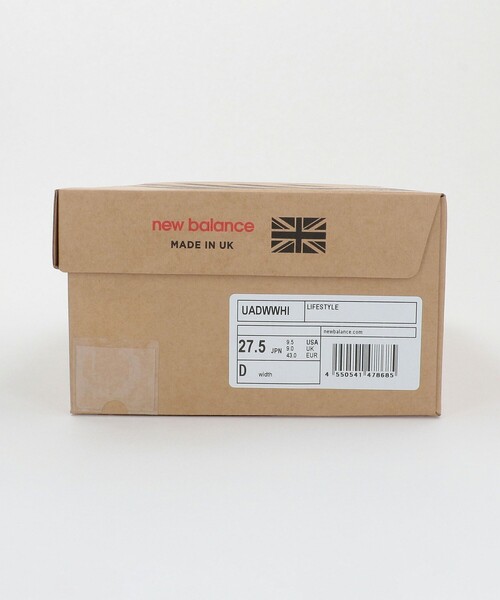 new balance
MADE IN UK
UADWWHI
LIFESTYLE
newbalance.com
27.5 JPN
9.5 USA
9.0 UK
43.0 EUR
D width
4 550541 478685